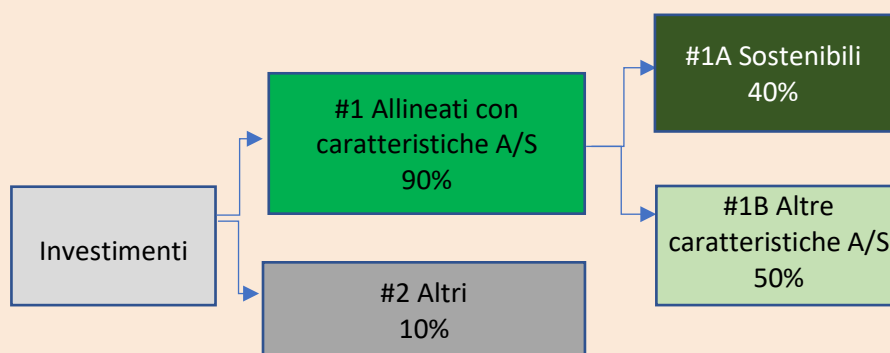 Investimenti
#1 Allineati con
caratteristiche A/S
90%
#2 Altri
10%
#1A Sostenibili
40%
#1B Altre
caratteristiche A/S
50%